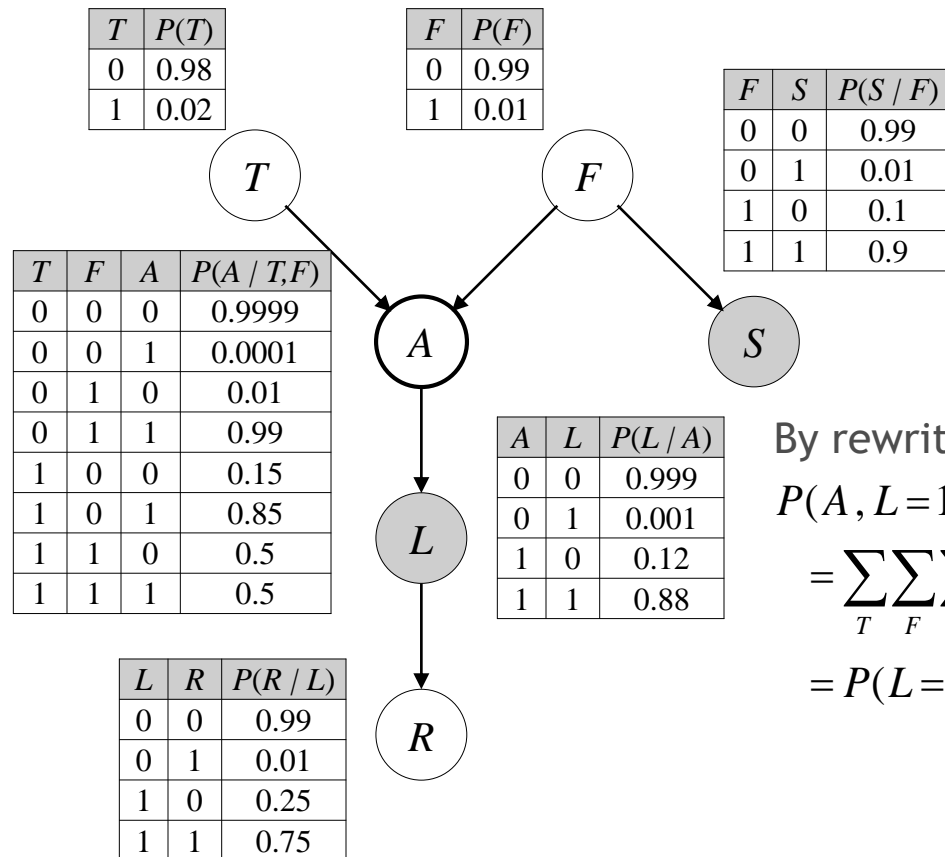 T P(T)
0 0.98
1 0.02
F P(F)
0 0.99
1 0.01
F S P(S / F)
0 0 0.99
0 1 0.01
1 0 0.1
1 1 0.9
T
F
T F A P(A / T,F)
0 0 0 0.9999
0 0 1 0.0001
0 1 0 0.01
0 1 1 0.99
1 0 0 0.15
1 0 1 0.85
1 1 0 0.5
1 1 1 0.5
A
S
A L P(L / A)
0 0 0.999
0 1 0.001
1 0 0.12
1 1 0.88
L
By rewrit
P(A, L=1
= ∑_T ∑_F ∑
= P(L=
L R P(R / L)
0 0 0.99
0 1 0.01
1 0 0.25
1 1 0.75
R